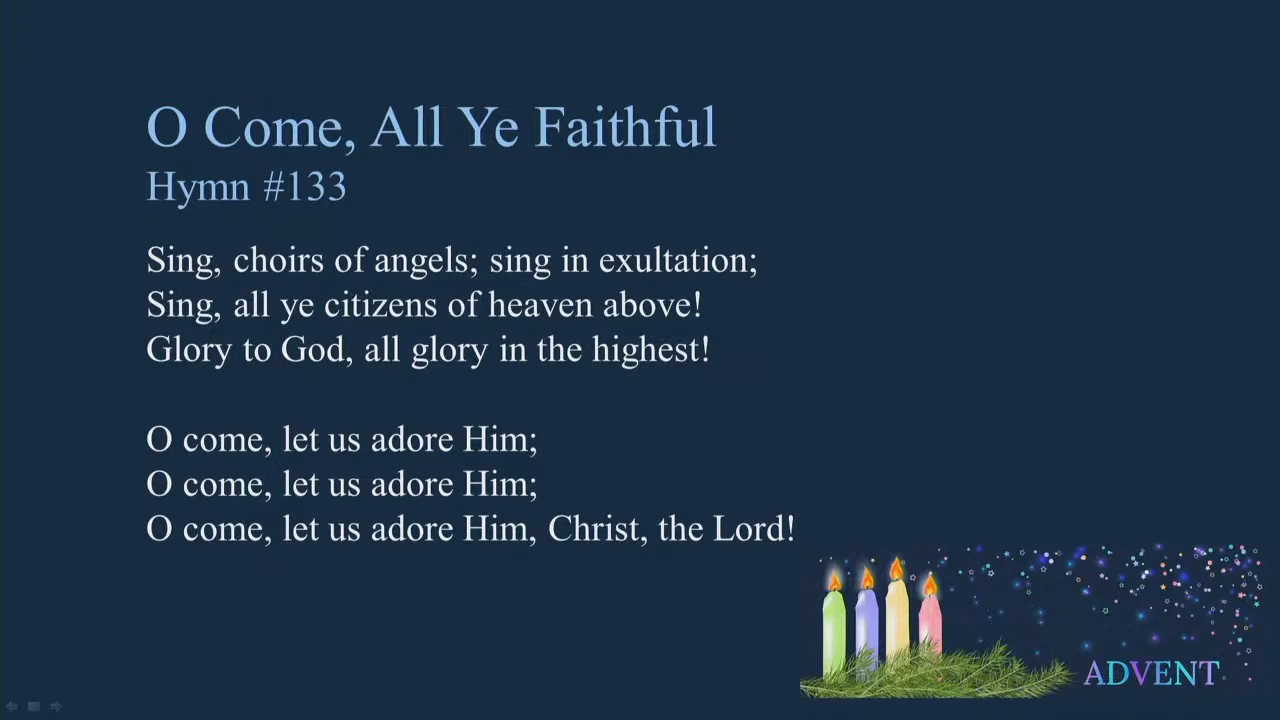 O Come, All Ye Faithful
Hymn #133
Sing, choirs of angels; sing in exultation;
Sing, all ye citizens of heaven above!
Glory to God, all glory in the highest!
O come, let us adore Him;
O come, let us adore Him;
O come, let us adore Him, Christ, the Lord!
ADVENT